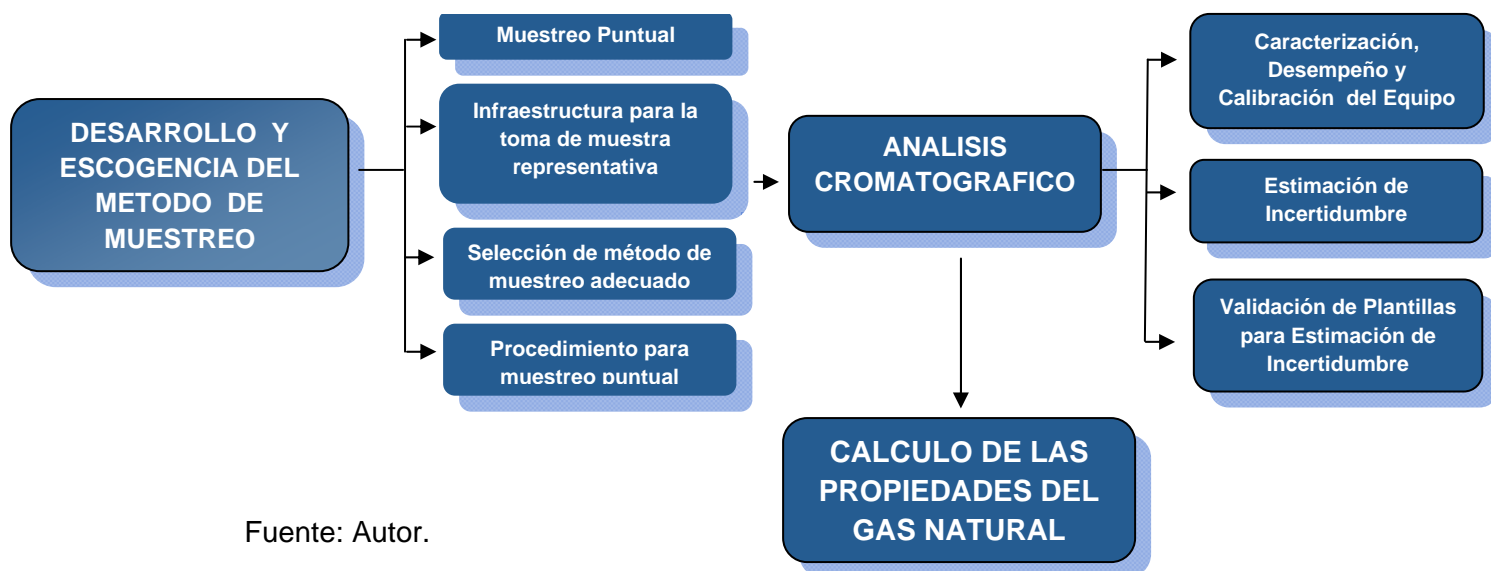 DESARROLLO Y
ESCOGENCIA DEL
METODO DE
MUESTREO
Muestreo Puntual
Infraestructura para la
toma de muestra
representativa
Selección de método de
muestreo adecuado
Procedimiento para
muestreo puntual
ANALISIS
CROMATOGRAFICO
Caracterización,
Desempeño y
Calibración del Equipo
Estimación de
Incertidumbre
Validación de Plantillas
para Estimación de
Incertidumbre
CALCULO DE LAS
PROPIEDADES DEL
GAS NATURAL
Fuente: Autor.